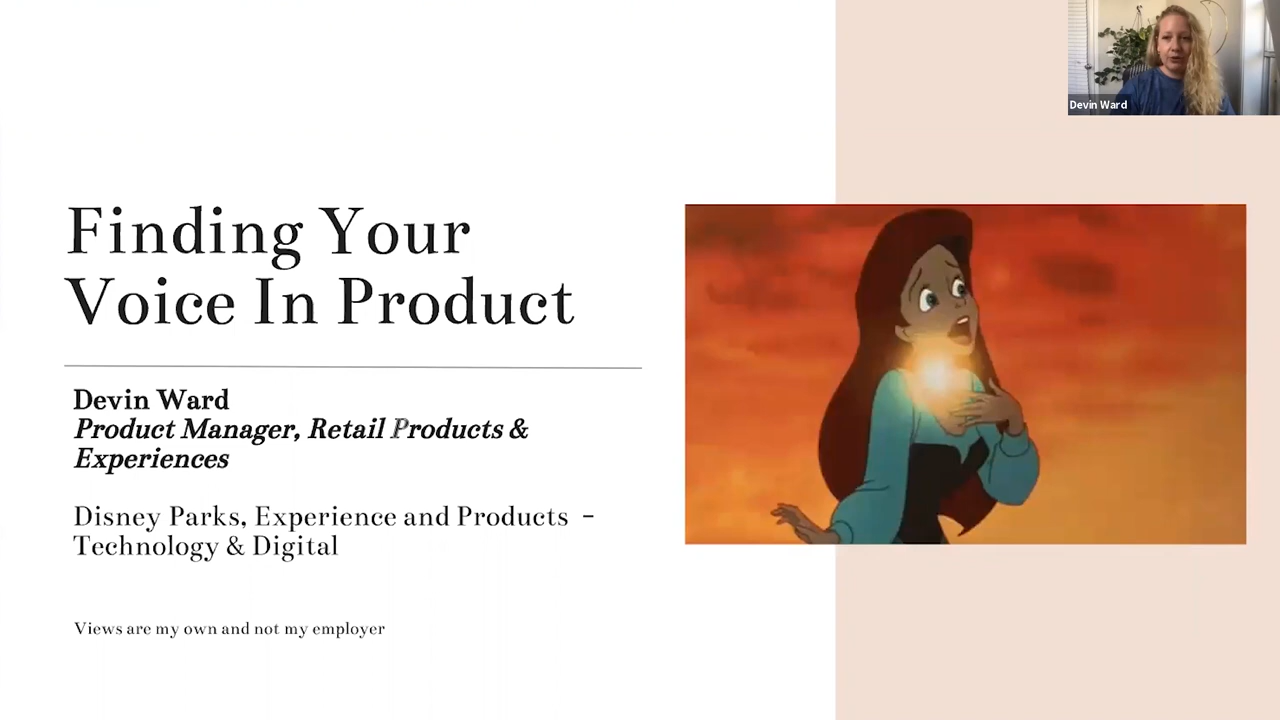 Devin Ward
Finding Your
Voice In Product
Devin Ward
Product Manager, Retail Products &
Experiences
Disney Parks, Experience and Products -
Technology & Digital
Views are my own and not my employer